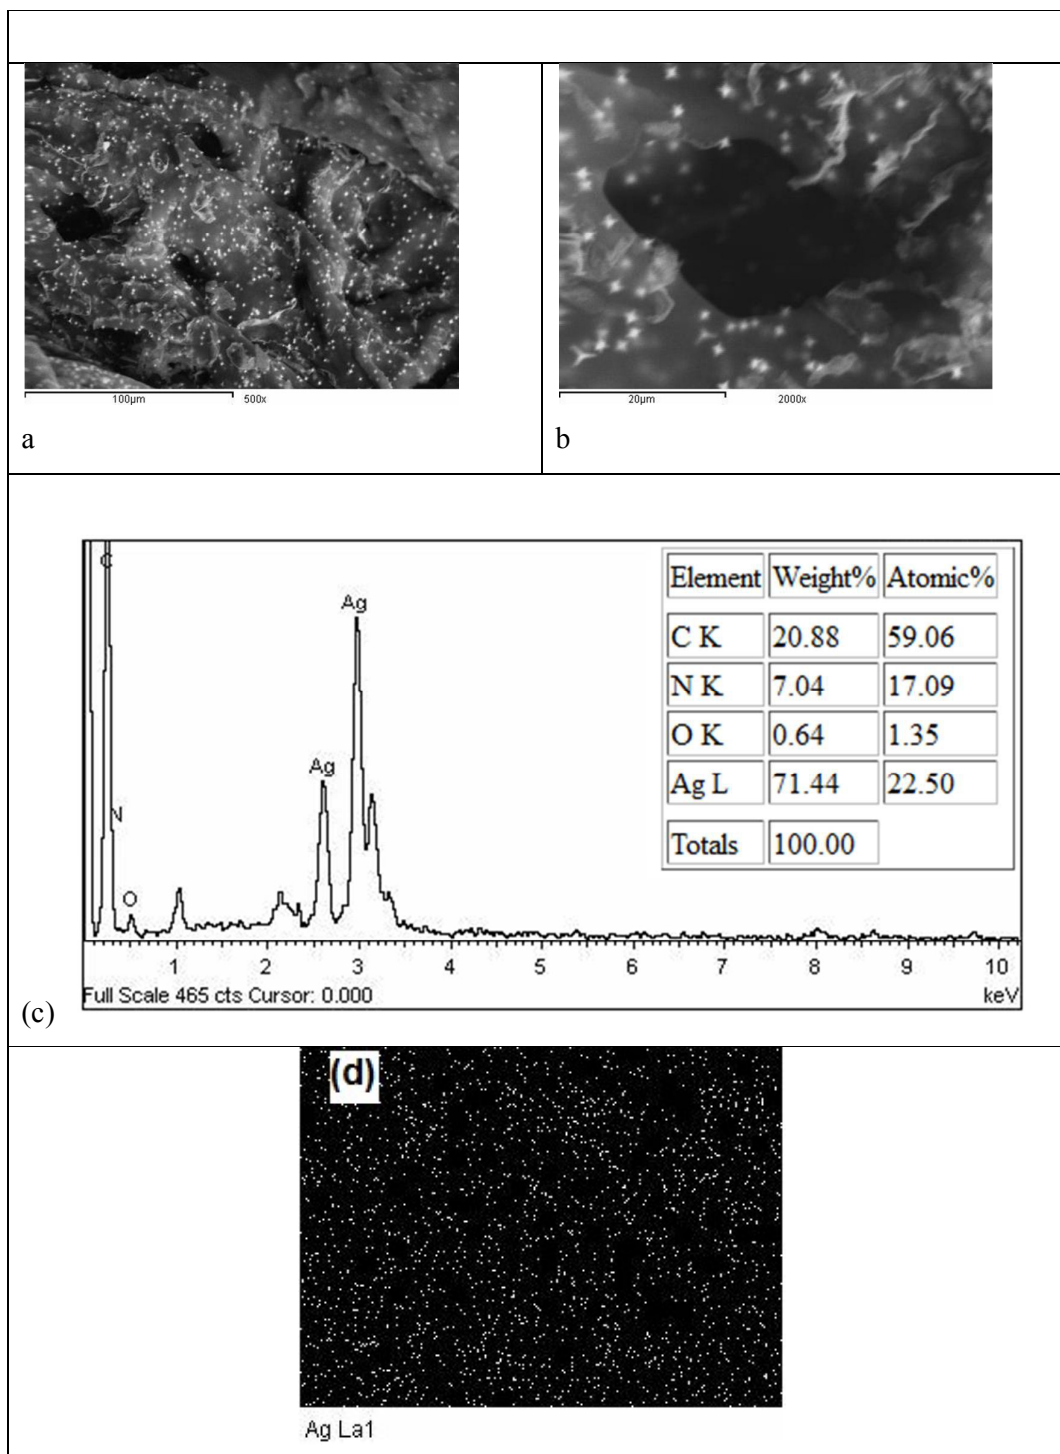 100µm 500x
20µm 2000x
a
b
C
Ag
Ag
N
O
Element Weight% Atomic%
C K 20.88 59.06
N K 7.04 17.09
O K 0.64 1.35
Ag L 71.44 22.50
Totals 100.00
1 2 3 4 5 6 7 8 9 10
Full Scale 465 cts Cursor: 0.000 keV
(c)
(d)
Ag La1